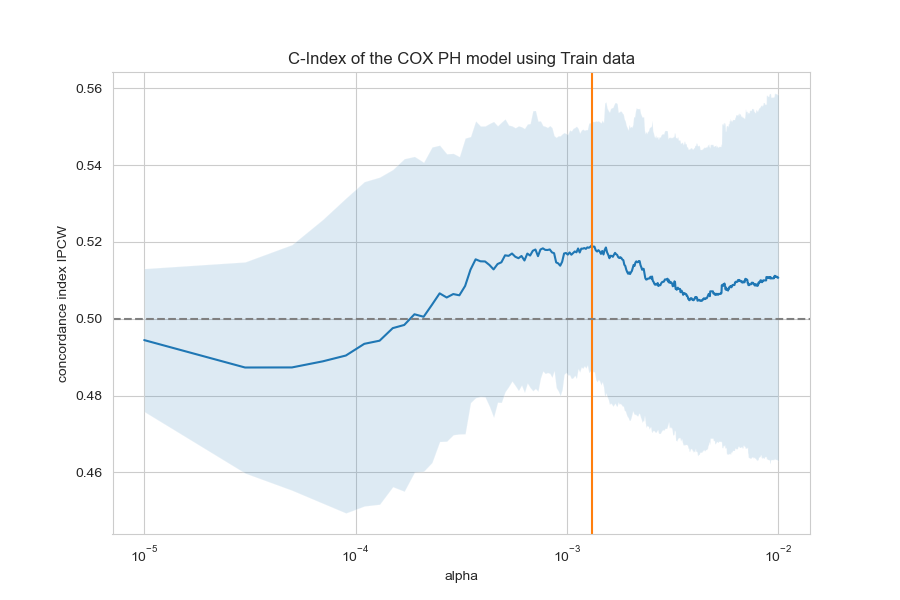 C-Index of the COX PH model using Train data
concordance index IPCW
0.56
0.54
0.52
0.50
0.48
0.46
10⁻⁵ 10⁻⁴ 10⁻³ 10⁻²
alpha